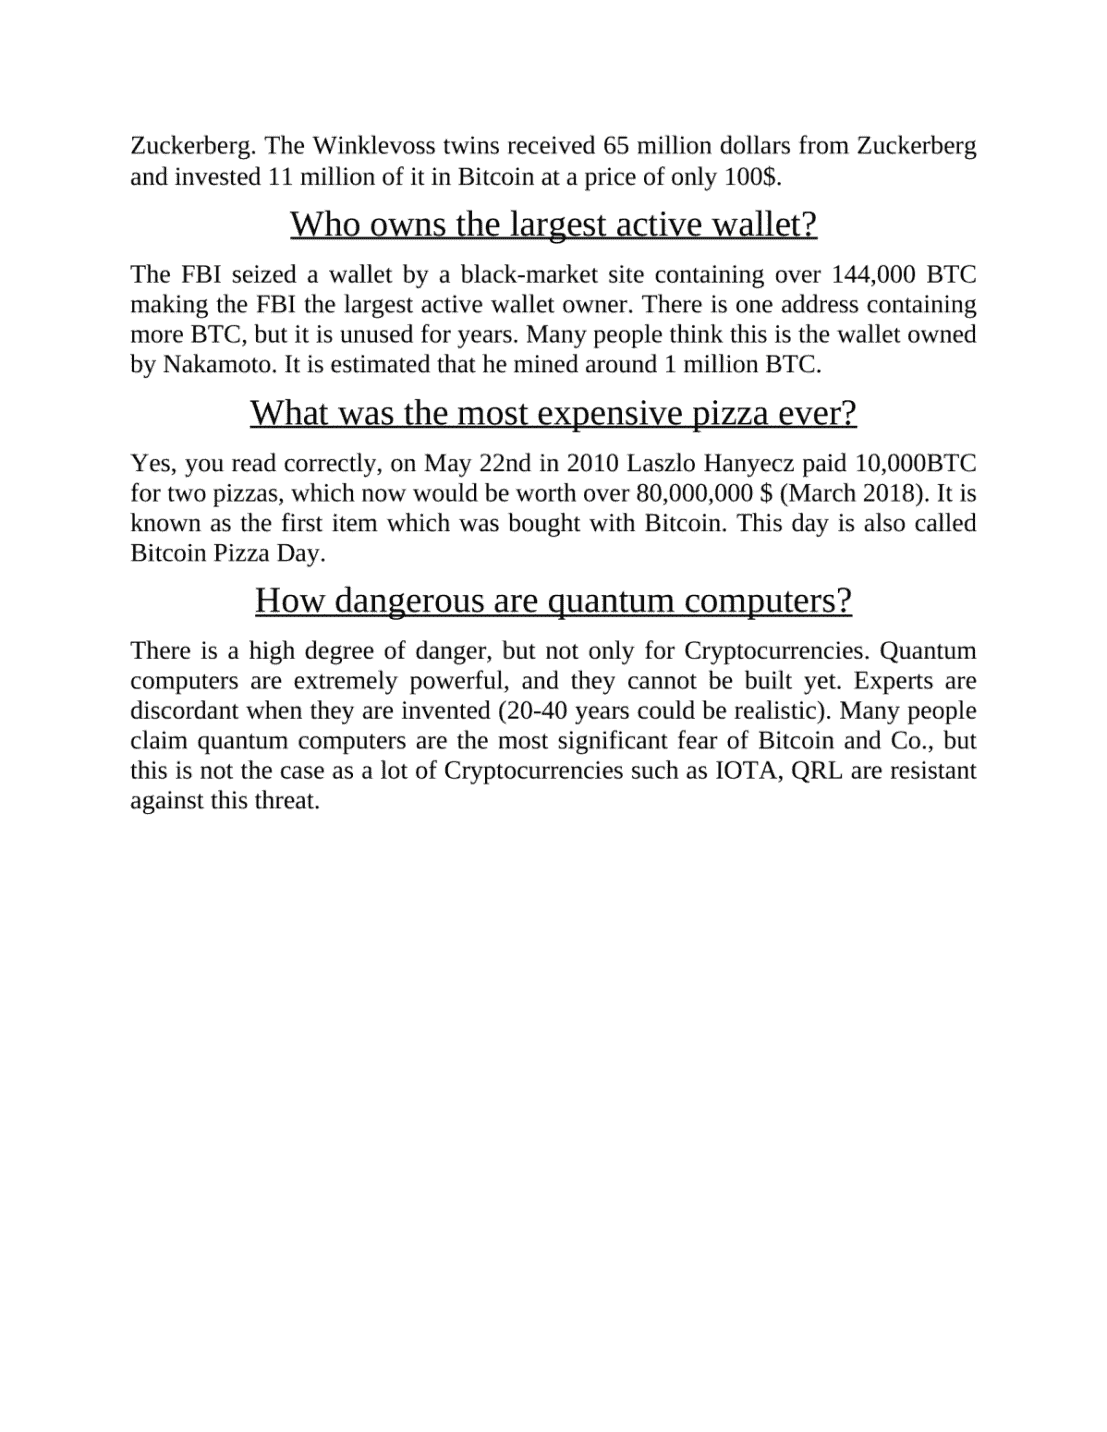 Zuckerberg. The Winklevoss twins received 65 million dollars from Zuckerberg
and invested 11 million of it in Bitcoin at a price of only 100$.
Who owns the largest active wallet?
The FBI seized a wallet by a black-market site containing over 144,000 BTC
making the FBI the largest active wallet owner. There is one address containing
more BTC, but it is unused for years. Many people think this is the wallet owned
by Nakamoto. It is estimated that he mined around 1 million BTC.
What was the most expensive pizza ever?
Yes, you read correctly, on May 22nd in 2010 Laszlo Hanyecz paid 10,000BTC
for two pizzas, which now would be worth over 80,000,000 $ (March 2018). It is
known as the first item which was bought with Bitcoin. This day is also called
Bitcoin Pizza Day.
How dangerous are quantum computers?
There is a high degree of danger, but not only for Cryptocurrencies. Quantum
computers are extremely powerful, and they cannot be built yet. Experts are
discordant when they are invented (20-40 years could be realistic). Many people
claim quantum computers are the most significant fear of Bitcoin and Co., but
this is not the case as a lot of Cryptocurrencies such as IOTA, QRL are resistant
against this threat.